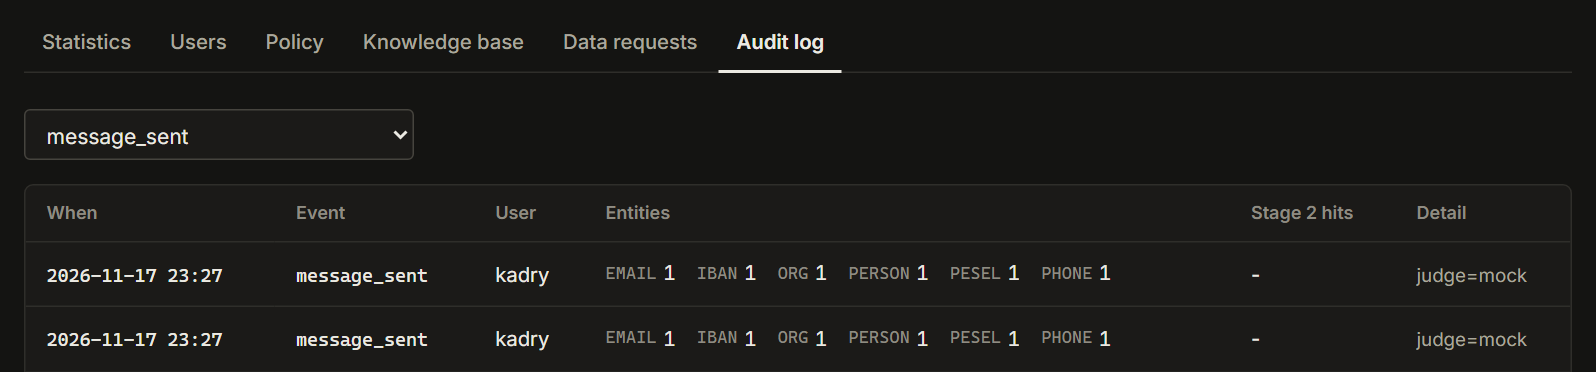 Statistics Users Policy Knowledge base Data requests Audit log
message_sent
When Event User Entities Stage 2 hits Detail
2026-11-17 23:27 message_sent kadry EMAIL 1 IBAN 1 ORG 1 PERSON 1 PESEL 1 PHONE 1 - judge=mock
2026-11-17 23:27 message_sent kadry EMAIL 1 IBAN 1 ORG 1 PERSON 1 PESEL 1 PHONE 1 - judge=mock